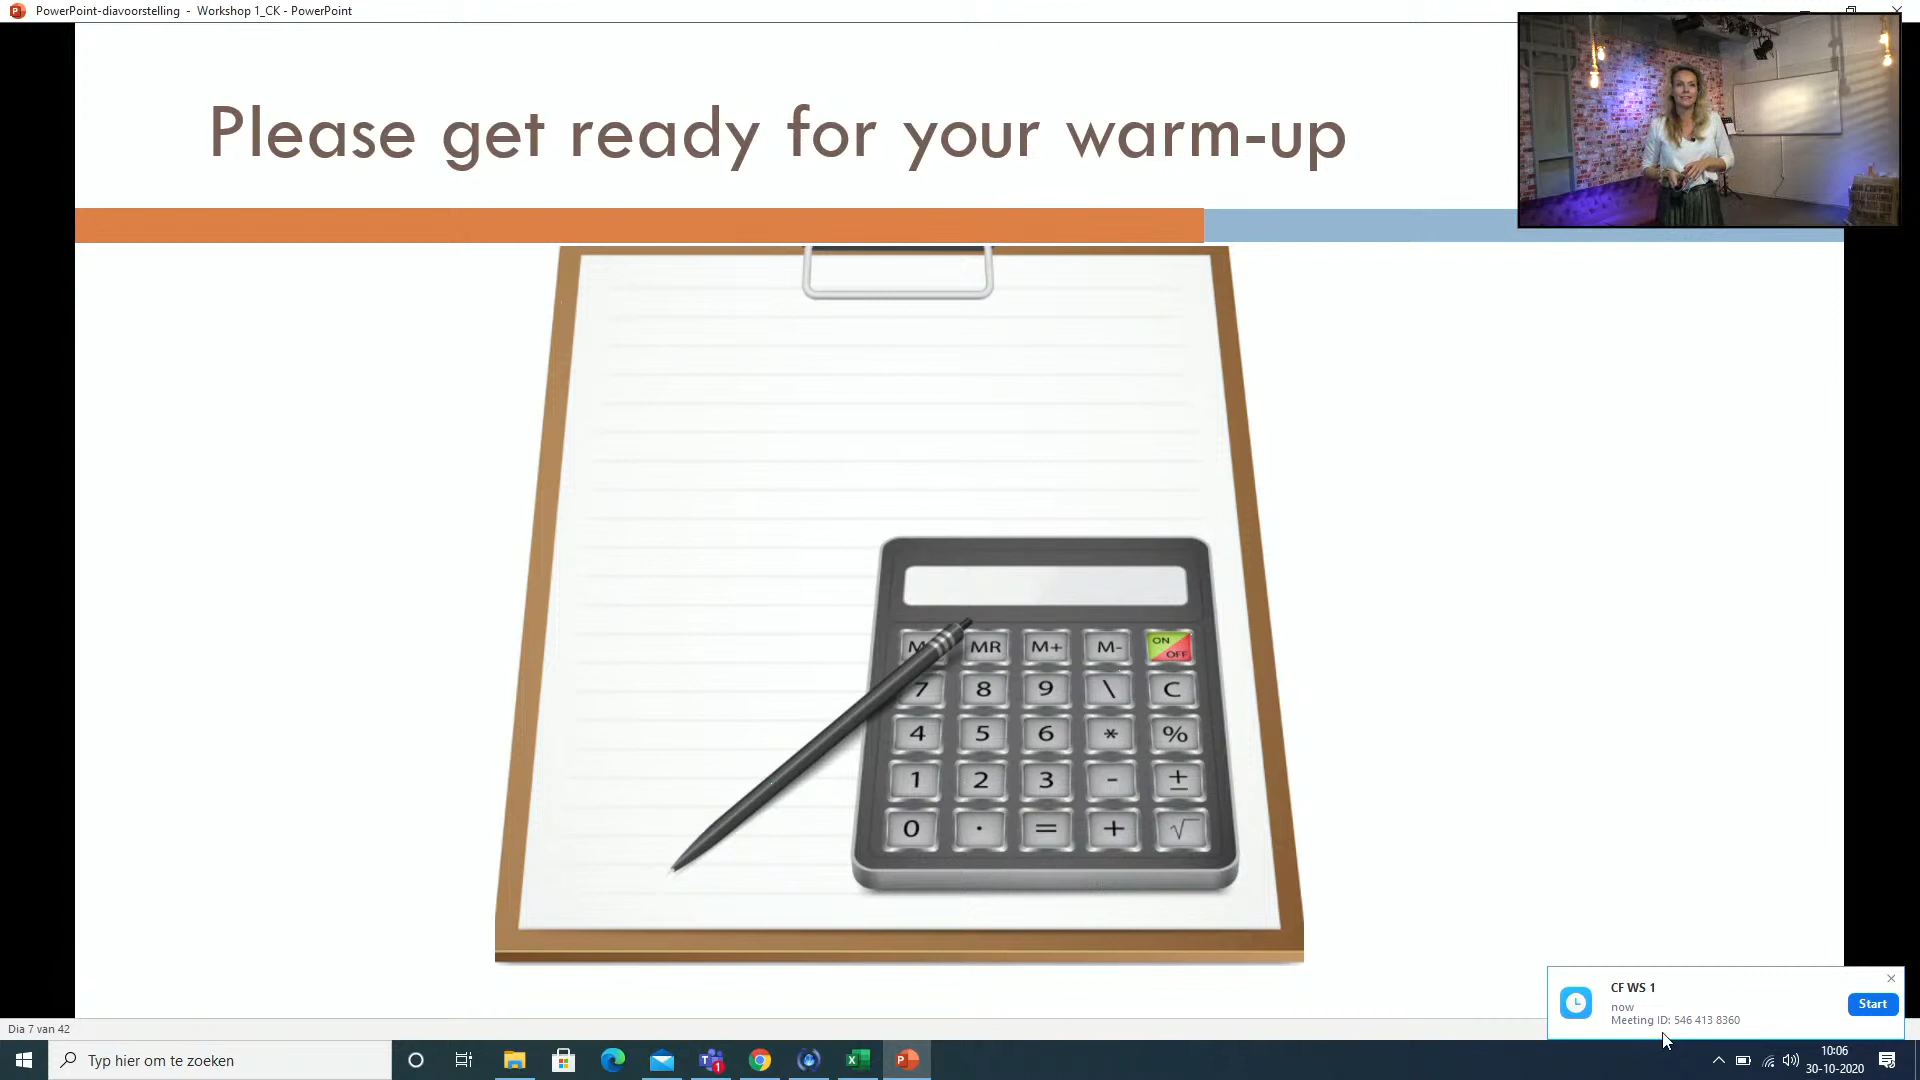 PowerPoint-diavoorstelling - Workshop 1_CK - PowerPoint
Please get ready for your warm-up
MR M+ M- ON OFF
7 8 9 \ C
4 5 6 * %
1 2 3 - ±
0 · = + √
CF WS 1
now
Meeting ID: 546 413 8360
Start
Dia 7 van 42
Typ hier om te zoeken
1
10:06
30-10-2020